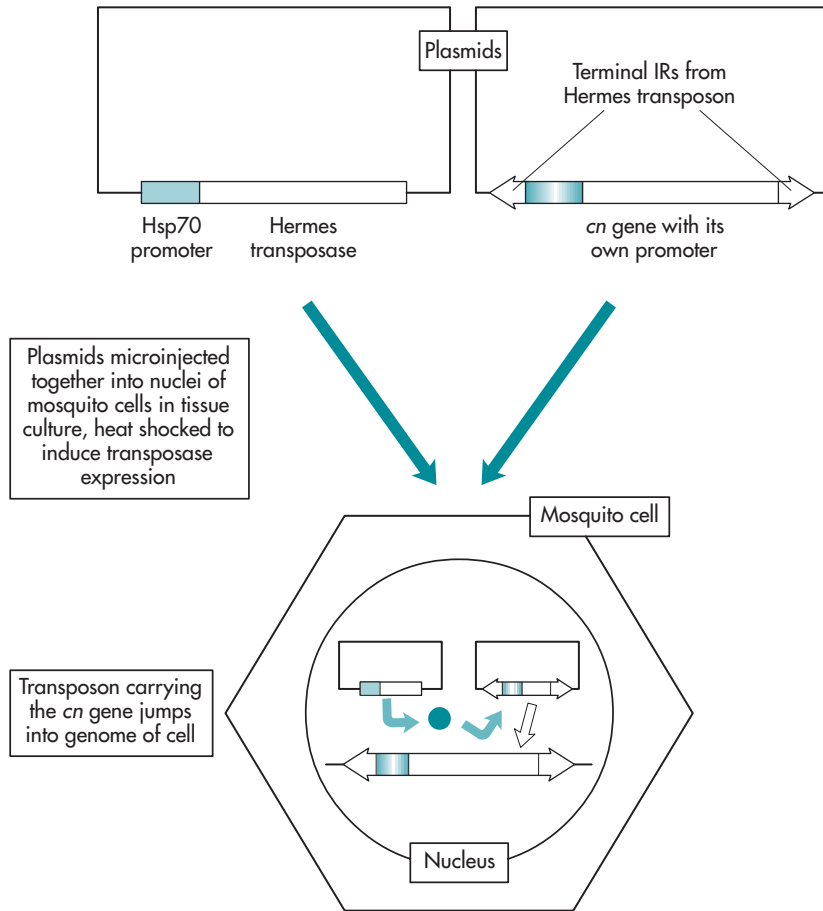 Plasmids
Terminal IRs from
Hermes transposon
Hsp70
promoter
Hermes
transposase
cn gene with its
own promoter
Plasmids microinjected
together into nuclei of
mosquito cells in tissue
culture, heat shocked to
induce transposase
expression
Mosquito cell
Transposon carrying
the cn gene jumps
into genome of cell
Nucleus